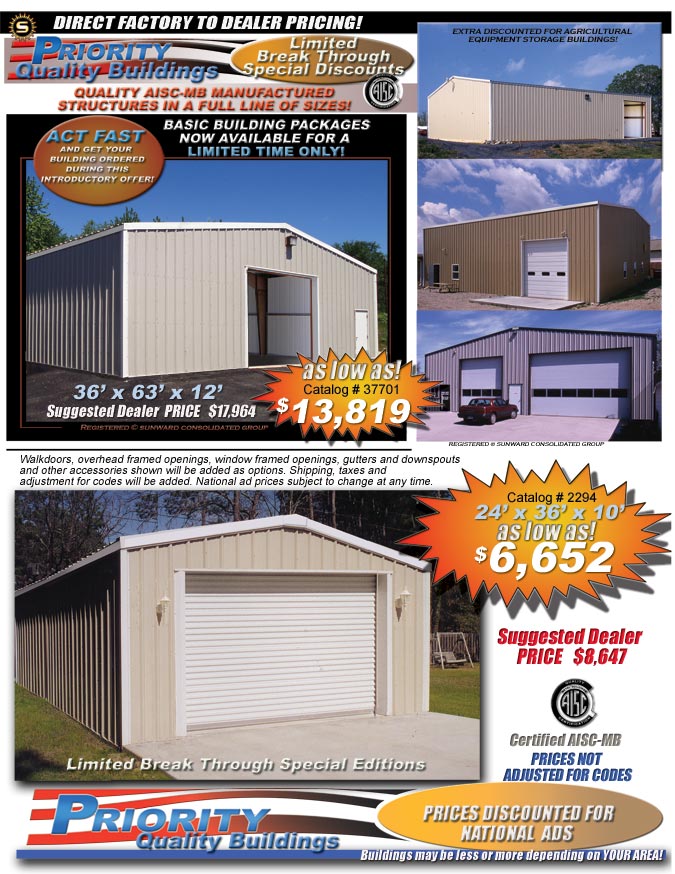 DIRECT FACTORY TO DEALER PRICING!
S
PRIORITY
Quality Buildings
Limited
Break Through
Special Discounts
QUALITY AISC-MB MANUFACTURED
STRUCTURES IN A FULL LINE OF SIZES!
AISC
EXTRA DISCOUNTED FOR AGRICULTURAL
EQUIPMENT STORAGE BUILDINGS!
ACT FAST
AND GET YOUR
BUILDING ORDERED
DURING THIS
INTRODUCTORY OFFER!
BASIC BUILDING PACKAGES
NOW AVAILABLE FOR A
LIMITED TIME ONLY!
36' x 63' x 12'
Suggested Dealer PRICE $17,964
as low as!
Catalog # 37701
$13,819
REGISTERED © SUNWARD CONSOLIDATED GROUP
REGISTERED © SUNWARD CONSOLIDATED GROUP
Walkdoors, overhead framed openings, window framed openings, gutters and downspouts
and other accessories shown will be added as options. Shipping, taxes and
adjustment for codes will be added. National ad prices subject to change at any time.
Catalog # 2294
24' x 36' x 10'
as low as!
$6,652
Suggested Dealer
PRICE $8,647
AISC
Certified AISC-MB
PRICES NOT
ADJUSTED FOR CODES
Limited Break Through Special Editions
PRIORITY
Quality Buildings
PRICES DISCOUNTED FOR
NATIONAL ADS
Buildings may be less or more depending on YOUR AREA!